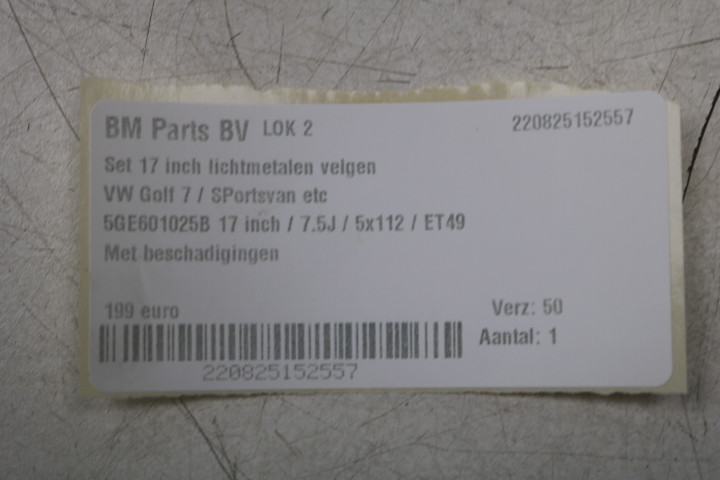 BM Parts BV LOK 2 220825152557
Set 17 inch lichtmetalen velgen
VW Golf 7 / SPortsvan etc
5GE601025B 17 inch / 7.5J / 5x112 / ET49
Met beschadigingen
199 euro Verz: 50
Aantal: 1
220825152557